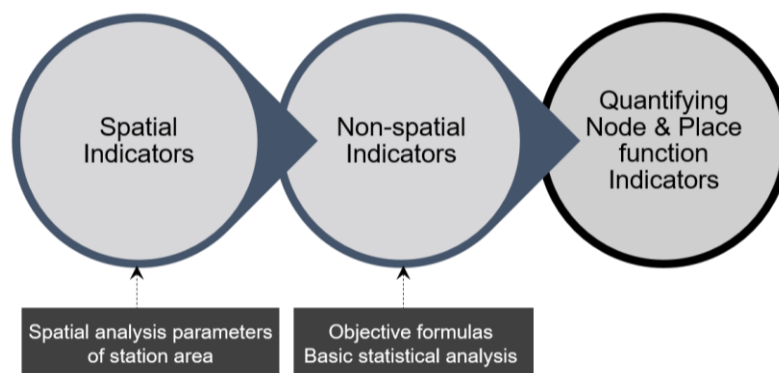 Spatial
Indicators
Non-spatial
Indicators
Quantifying
Node & Place
function
Indicators
Spatial analysis parameters
of station area
Objective formulas
Basic statistical analysis